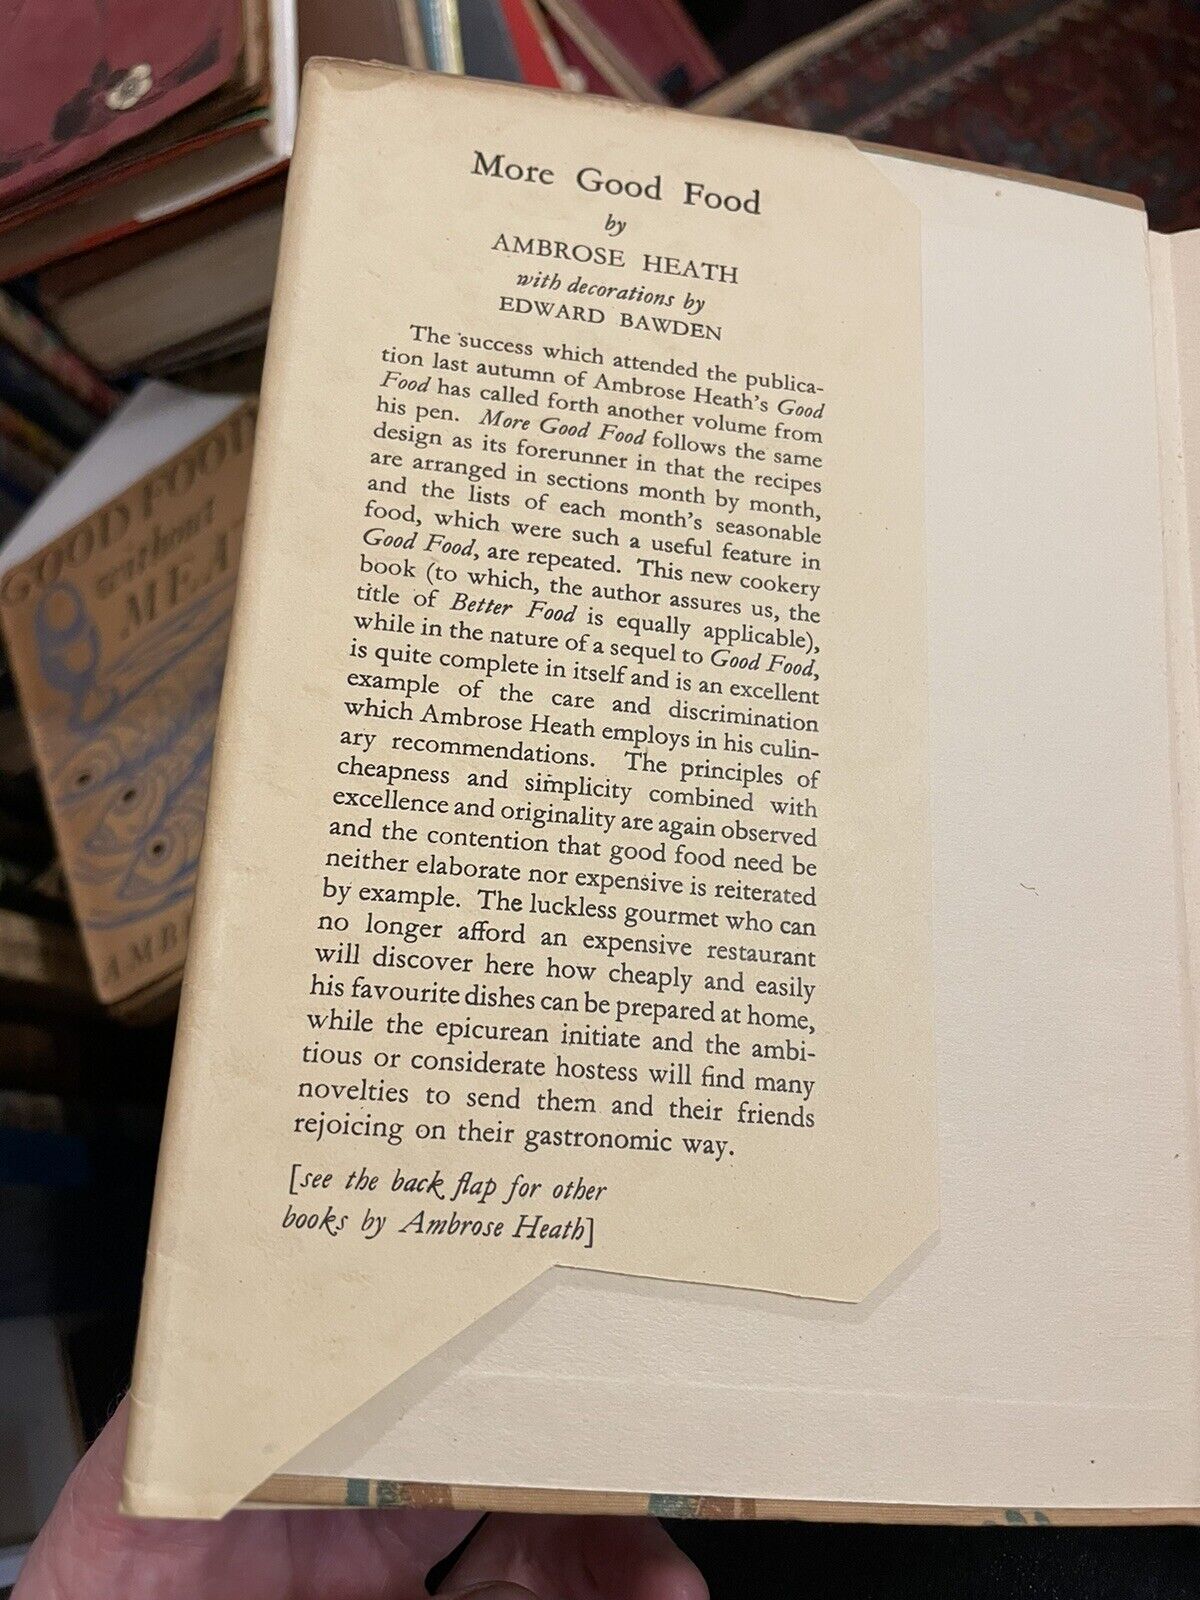 More Good Food
by
AMBROSE HEATH
with decorations by
EDWARD BAWDEN
The success which attended the publica-
tion last autumn of Ambrose Heath's Good
Food has called forth another volume from
his pen. More Good Food follows the same
design as its forerunner in that the recipes
are arranged in sections month by month,
and the lists of each month's seasonable
food, which were such a useful feature in
Good Food, are repeated. This new cookery
book (to which, the author assures us, the
title of Better Food is equally applicable),
while in the nature of a sequel to Good Food,
is quite complete in itself and is an excellent
example of the care and discrimination
which Ambrose Heath employs in his culin-
ary recommendations. The principles of
cheapness and simplicity combined with
excellence and originality are again observed
and the contention that good food need be
neither elaborate nor expensive is reiterated
by example. The luckless gourmet who can
no longer afford an expensive restaurant
will discover here how cheaply and easily
his favourite dishes can be prepared at home,
while the epicurean initiate and the ambi-
tious or considerate hostess will find many
novelties to send them and their friends
rejoicing on their gastronomic way.
[see the back flap for other
books by Ambrose Heath]
GOOD FOOD
without